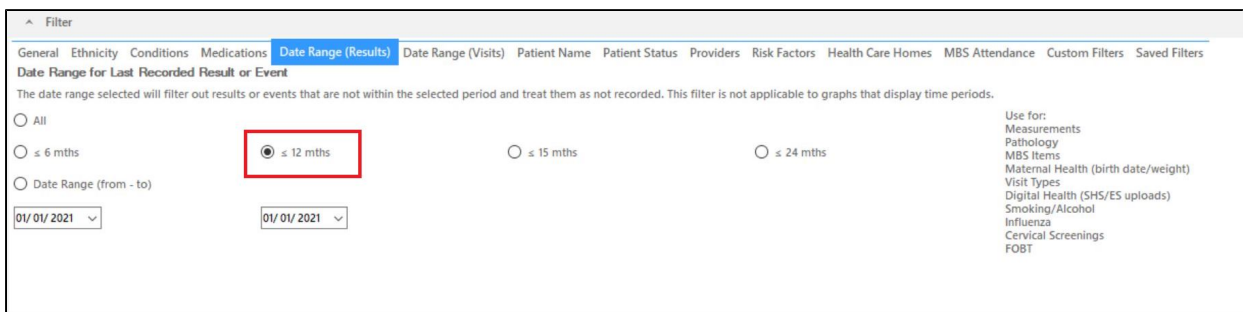 Filter
General Ethnicity Conditions Medications Date Range (Results) Date Range (Visits) Patient Name Patient Status Providers Risk Factors Health Care Homes MBS Attendance Custom Filters Saved Filters
Date Range for Last Recorded Result or Event
The date range selected will filter out results or events that are not within the selected period and treat them as not recorded. This filter is not applicable to graphs that display time periods.
All
≤ 6 mths ≤ 12 mths ≤ 15 mths ≤ 24 mths
Date Range (from - to)
01/ 01/ 2021 01/ 01/ 2021
Use for:
Measurements
Pathology
MBS Items
Maternal Health (birth date/weight)
Visit Types
Digital Health (SHS/ES uploads)
Smoking/Alcohol
Influenza
Cervical Screenings
FOBT